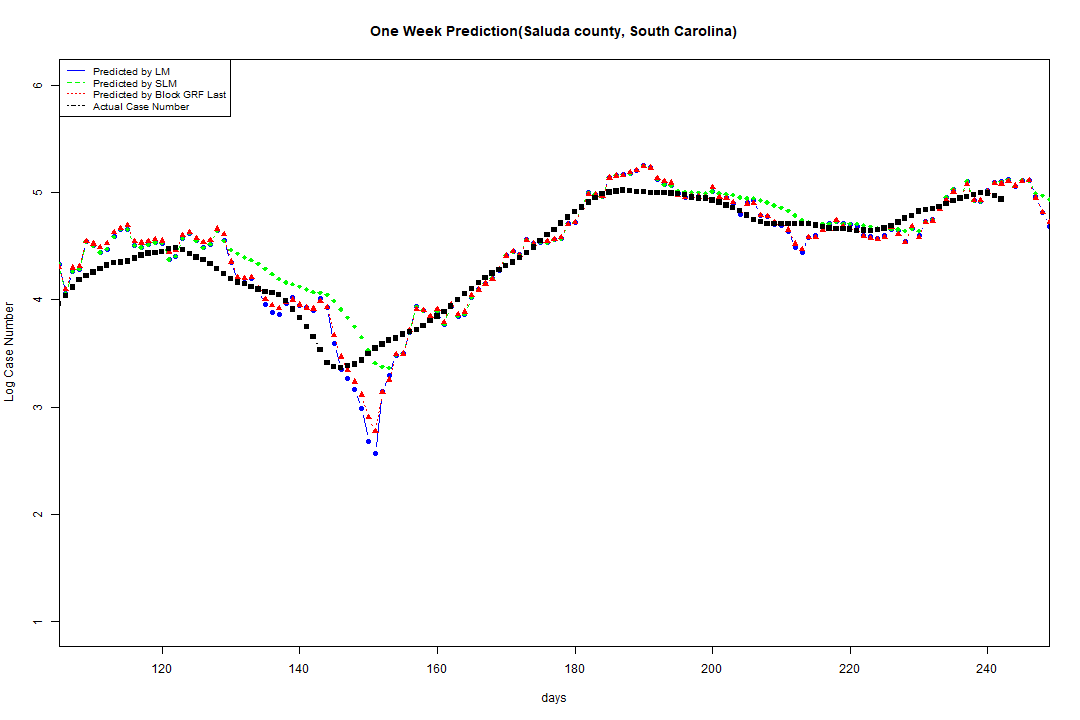 One Week Prediction(Saluda county, South Carolina)
Predicted by LM
Predicted by SLM
Predicted by Block GRF Last
Actual Case Number
6
5
4
3
2
1
Log Case Number
120 140 160 180 200 220 240
days